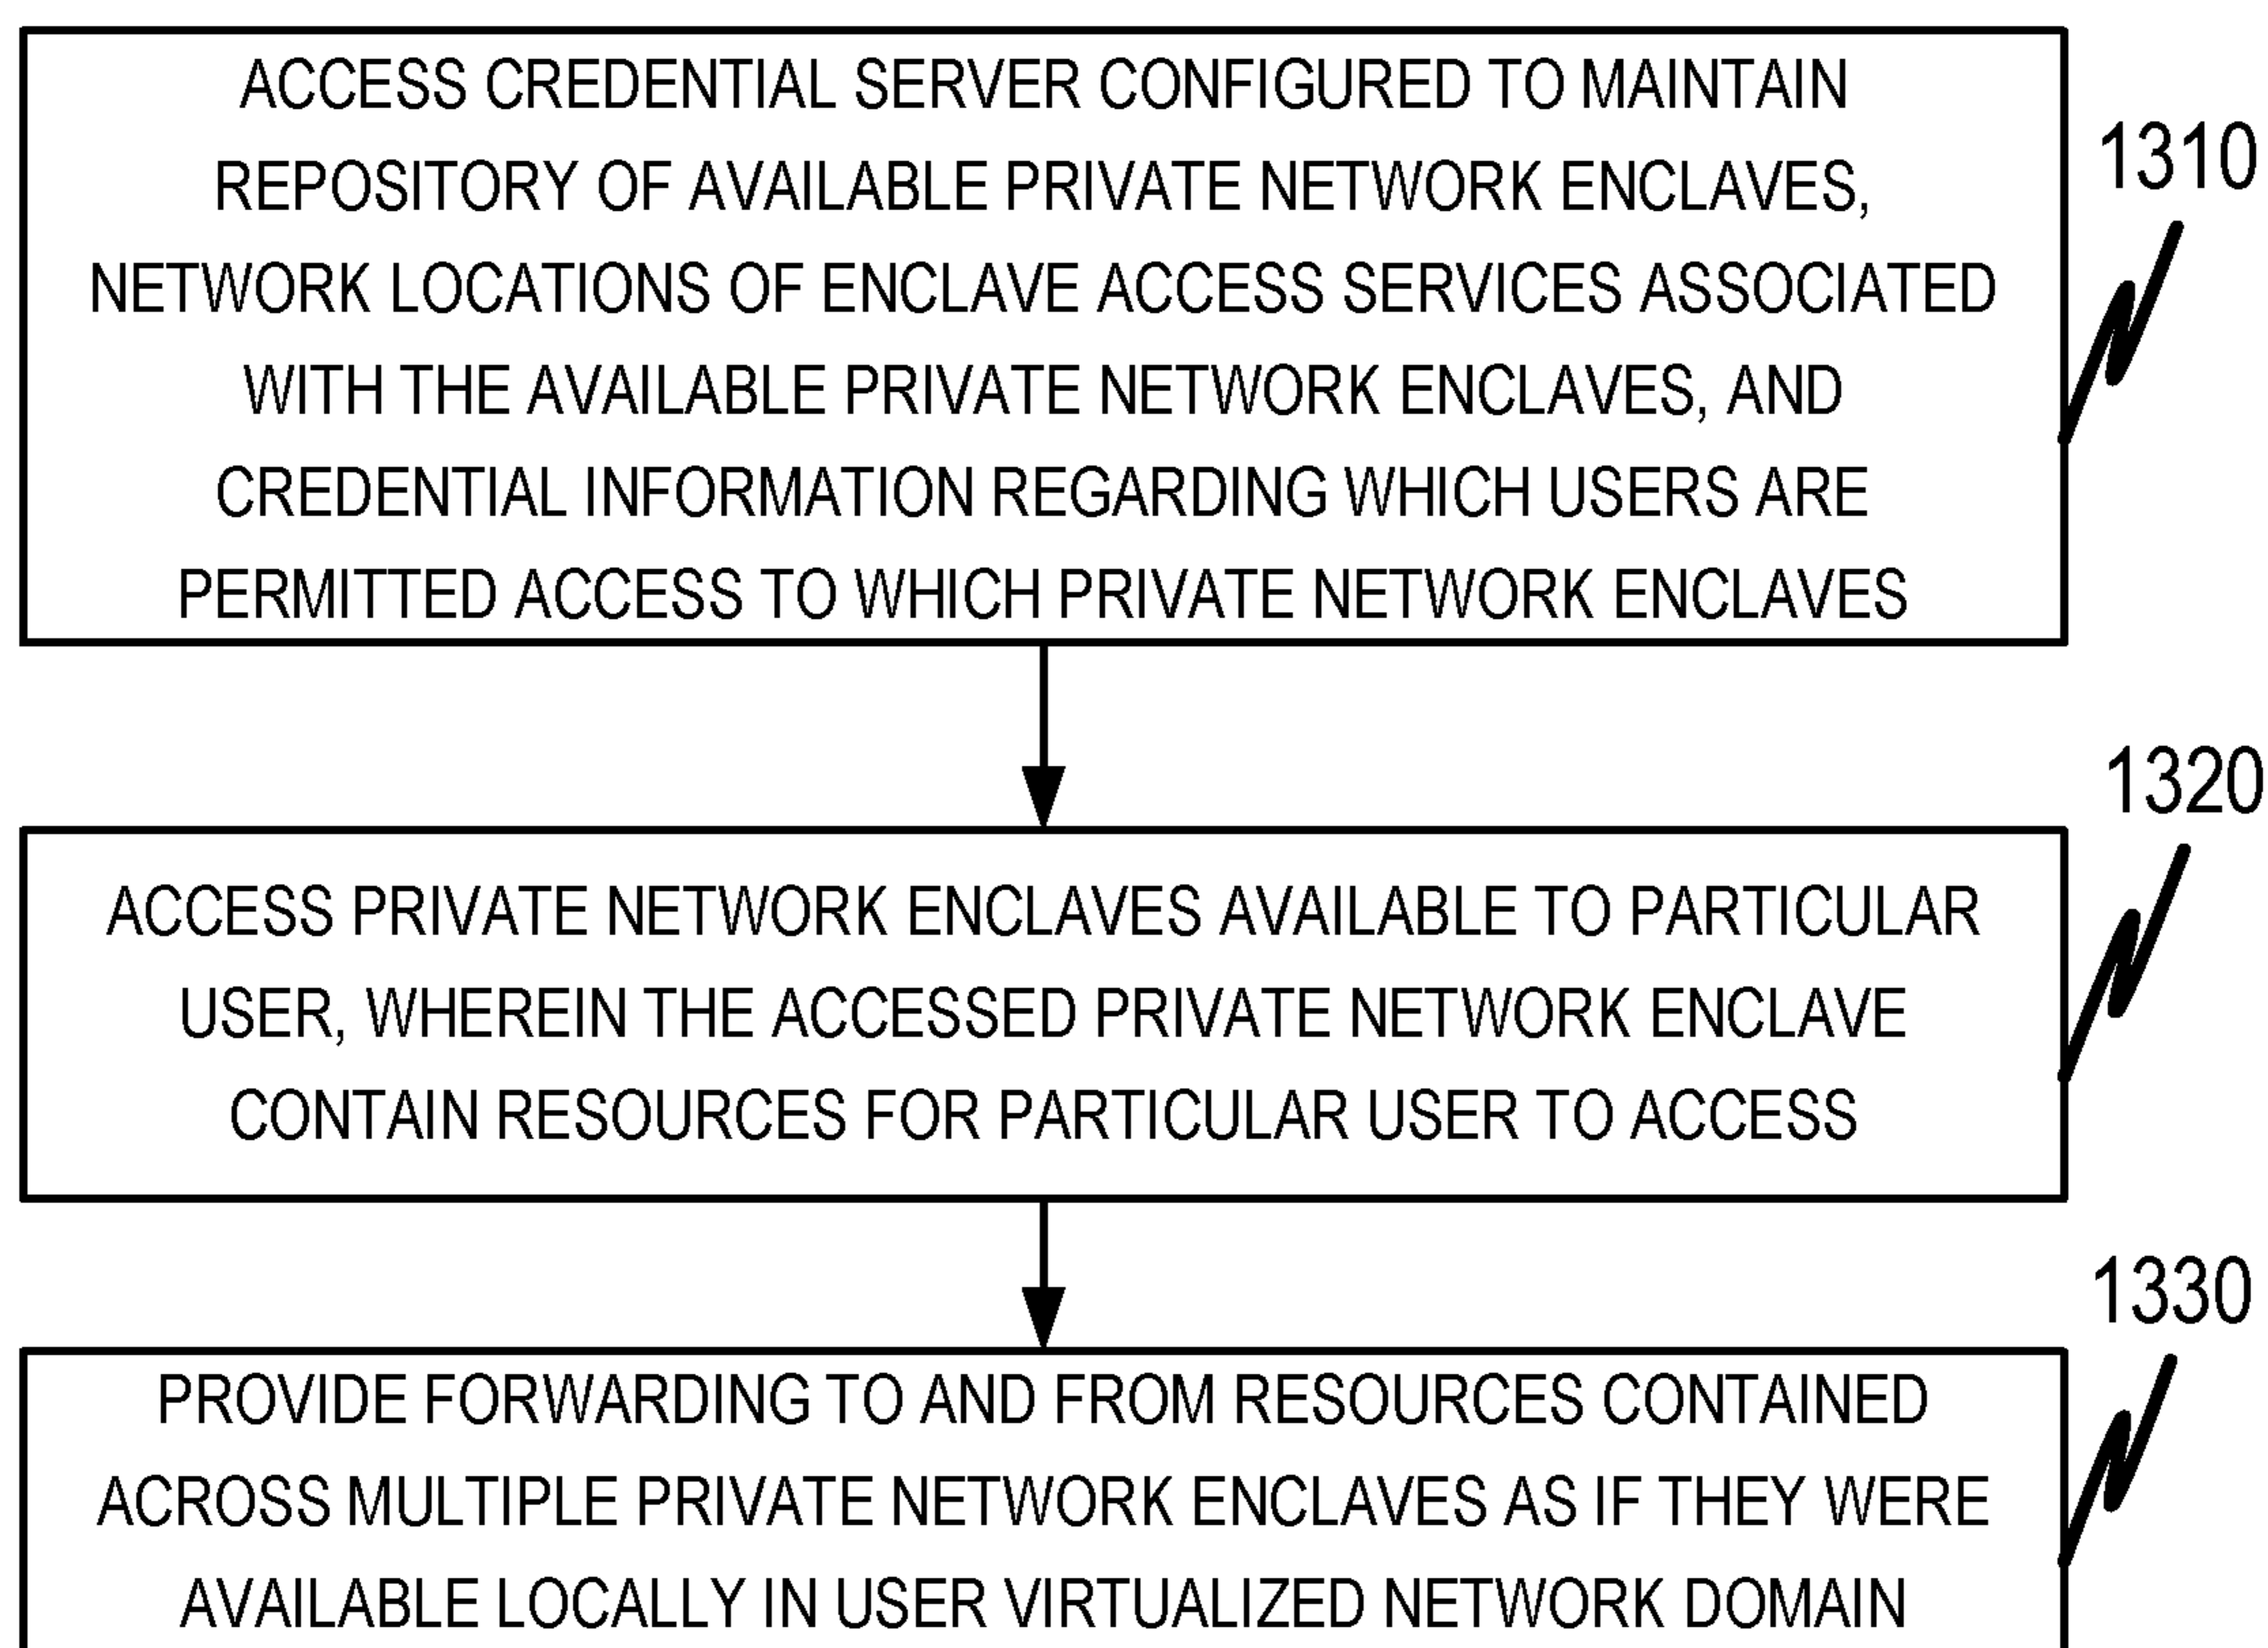 ACCESS CREDENTIAL SERVER CONFIGURED TO MAINTAIN
REPOSITORY OF AVAILABLE PRIVATE NETWORK ENCLAVES,
NETWORK LOCATIONS OF ENCLAVE ACCESS SERVICES ASSOCIATED
WITH THE AVAILABLE PRIVATE NETWORK ENCLAVES, AND
CREDENTIAL INFORMATION REGARDING WHICH USERS ARE
PERMITTED ACCESS TO WHICH PRIVATE NETWORK ENCLAVES
1310
ACCESS PRIVATE NETWORK ENCLAVES AVAILABLE TO PARTICULAR
USER, WHEREIN THE ACCESSED PRIVATE NETWORK ENCLAVE
CONTAIN RESOURCES FOR PARTICULAR USER TO ACCESS
1320
PROVIDE FORWARDING TO AND FROM RESOURCES CONTAINED
ACROSS MULTIPLE PRIVATE NETWORK ENCLAVES AS IF THEY WERE
AVAILABLE LOCALLY IN USER VIRTUALIZED NETWORK DOMAIN
1330